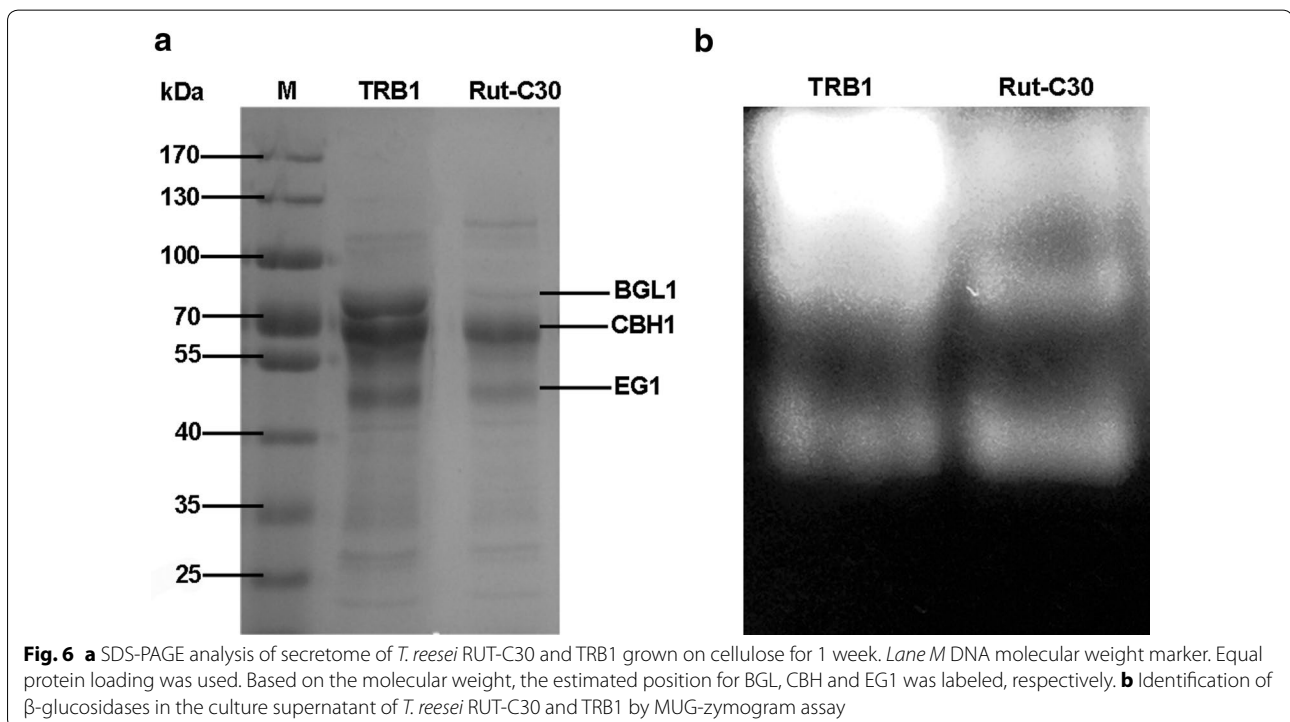 a
b
kDa M TRB1 Rut-C30
TRB1 Rut-C30
170
130
100
70
55
40
35
25
BGL1
CBH1
EG1
Fig. 6 a SDS-PAGE analysis of secretome of T. reesei RUT-C30 and TRB1 grown on cellulose for 1 week. Lane M DNA molecular weight marker. Equal
protein loading was used. Based on the molecular weight, the estimated position for BGL, CBH and EG1 was labeled, respectively. b Identification of
β-glucosidases in the culture supernatant of T. reesei RUT-C30 and TRB1 by MUG-zymogram assay